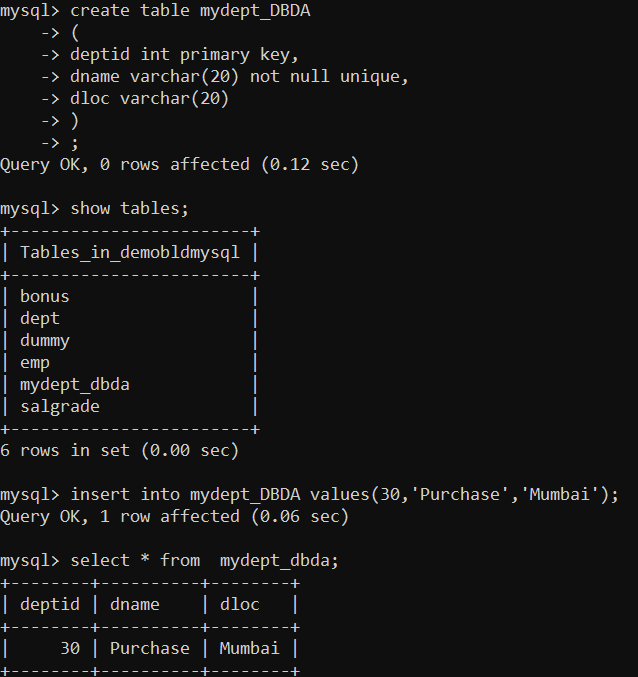 mysql> create table mydept_DBDA
    -> (
    -> deptid int primary key,
    -> dname varchar(20) not null unique,
    -> dloc varchar(20)
    -> )
    -> ;
Query OK, 0 rows affected (0.12 sec)

mysql> show tables;
+------------------------+
| Tables_in_demobldmysql |
+------------------------+
| bonus                  |
| dept                   |
| dummy                  |
| emp                    |
| mydept_dbda            |
| salgrade               |
+------------------------+
6 rows in set (0.00 sec)

mysql> insert into mydept_DBDA values(30,'Purchase','Mumbai');
Query OK, 1 row affected (0.06 sec)

mysql> select * from  mydept_dbda;
+--------+----------+--------+
| deptid | dname    | dloc   |
+--------+----------+--------+
|     30 | Purchase | Mumbai |
+--------+----------+--------+